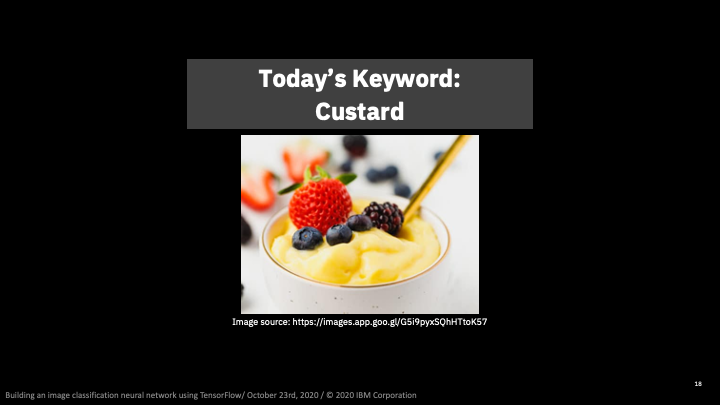 Today’s Keyword:
Custard
Image source: https://images.app.goo.gl/G5i9pyxSQhHTtoK57
18
Building an image classification neural network using TensorFlow/ October 23rd, 2020 / © 2020 IBM Corporation